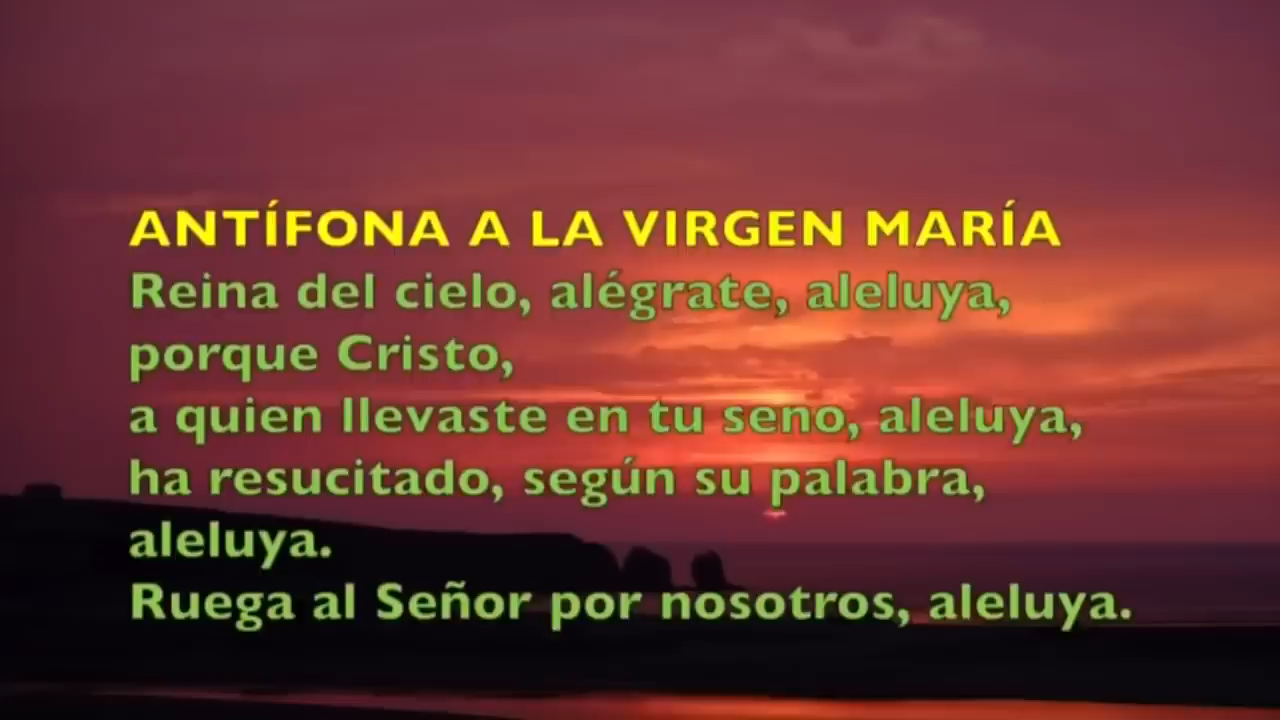 ANTÍFONA A LA VIRGEN MARÍA
Reina del cielo, alégrate, aleluya,
porque Cristo,
a quien llevaste en tu seno, aleluya,
ha resucitado, según su palabra,
aleluya.
Ruega al Señor por nosotros, aleluya.